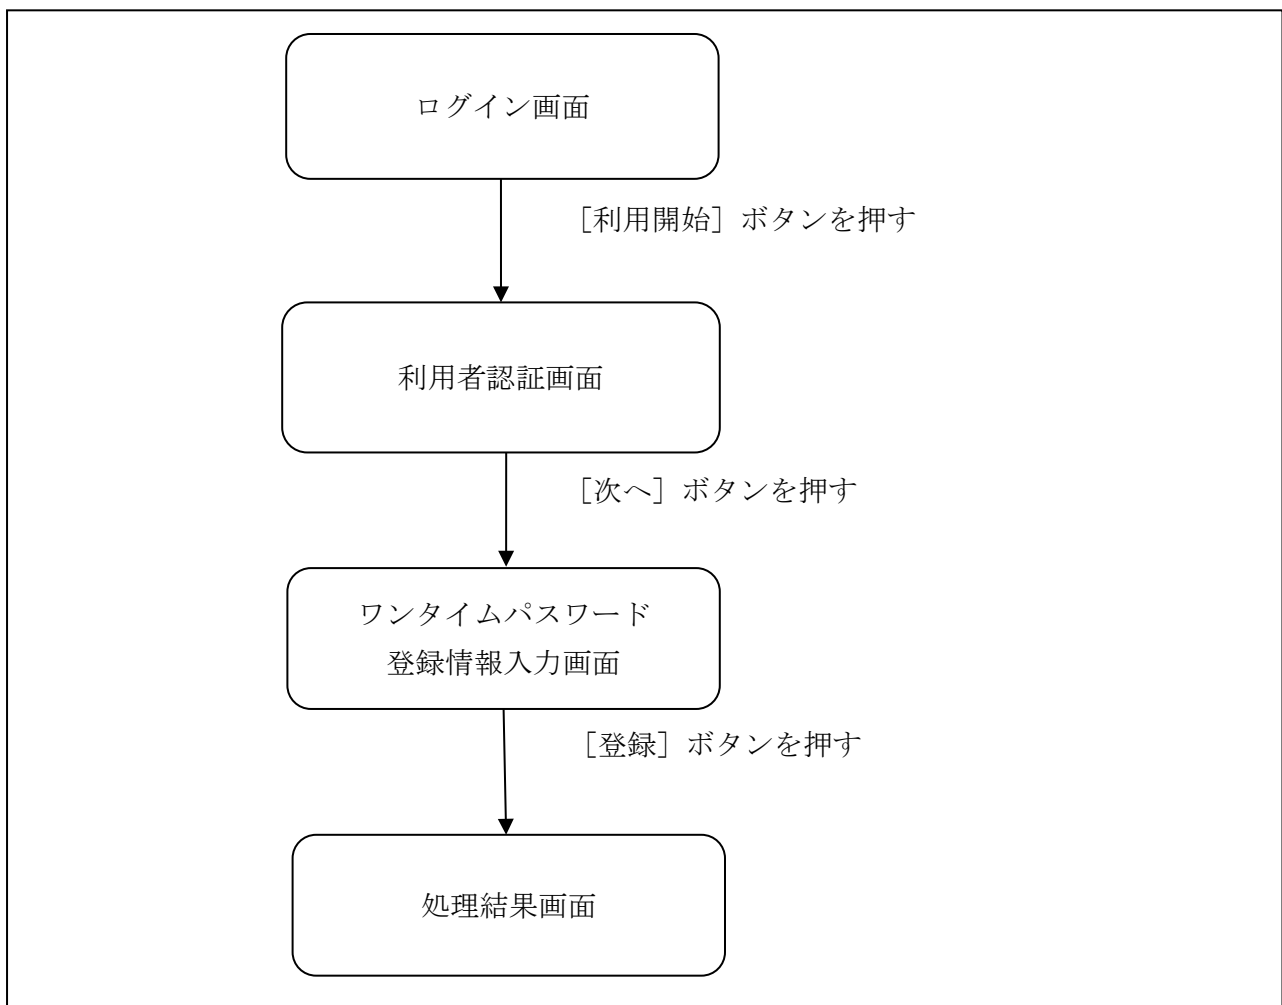 ログイン画面
［利用開始］ボタンを押す
利用者認証画面
［次へ］ボタンを押す
ワンタイムパスワード
登録情報入力画面
［登録］ボタンを押す
処理結果画面